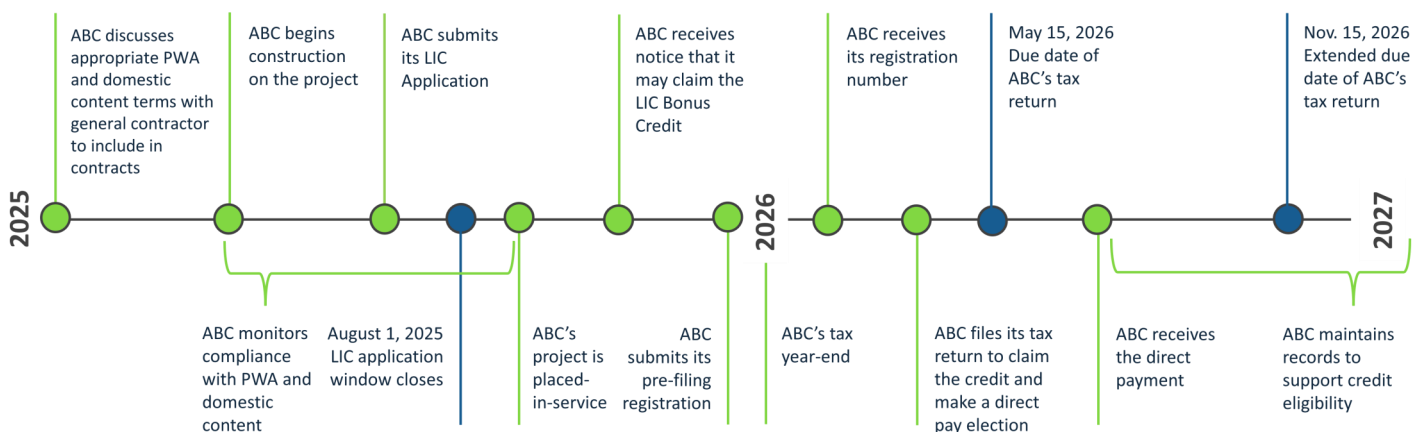 ABC discusses
appropriate PWA
and domestic
content terms with
general contractor
to include in
contracts
ABC begins
construction
on the project
ABC submits
its LIC
Application
ABC receives
notice that it
may claim the
LIC Bonus
Credit
ABC receives
its registration
number
May 15, 2026
Due date of
ABC's tax
return
Nov. 15, 2026
Extended due
date of ABC's
tax return
2025
2026
2027
ABC monitors
compliance
with PWA and
domestic
content
August 1, 2025
LIC application
window closes
ABC's
project is
placed-
in-service
ABC
submits its
pre-filing
registration
ABC's tax
year-end
ABC files its tax
return to claim
the credit and
make a direct
pay election
ABC receives
the direct
payment
ABC maintains
records to
support credit
eligibility